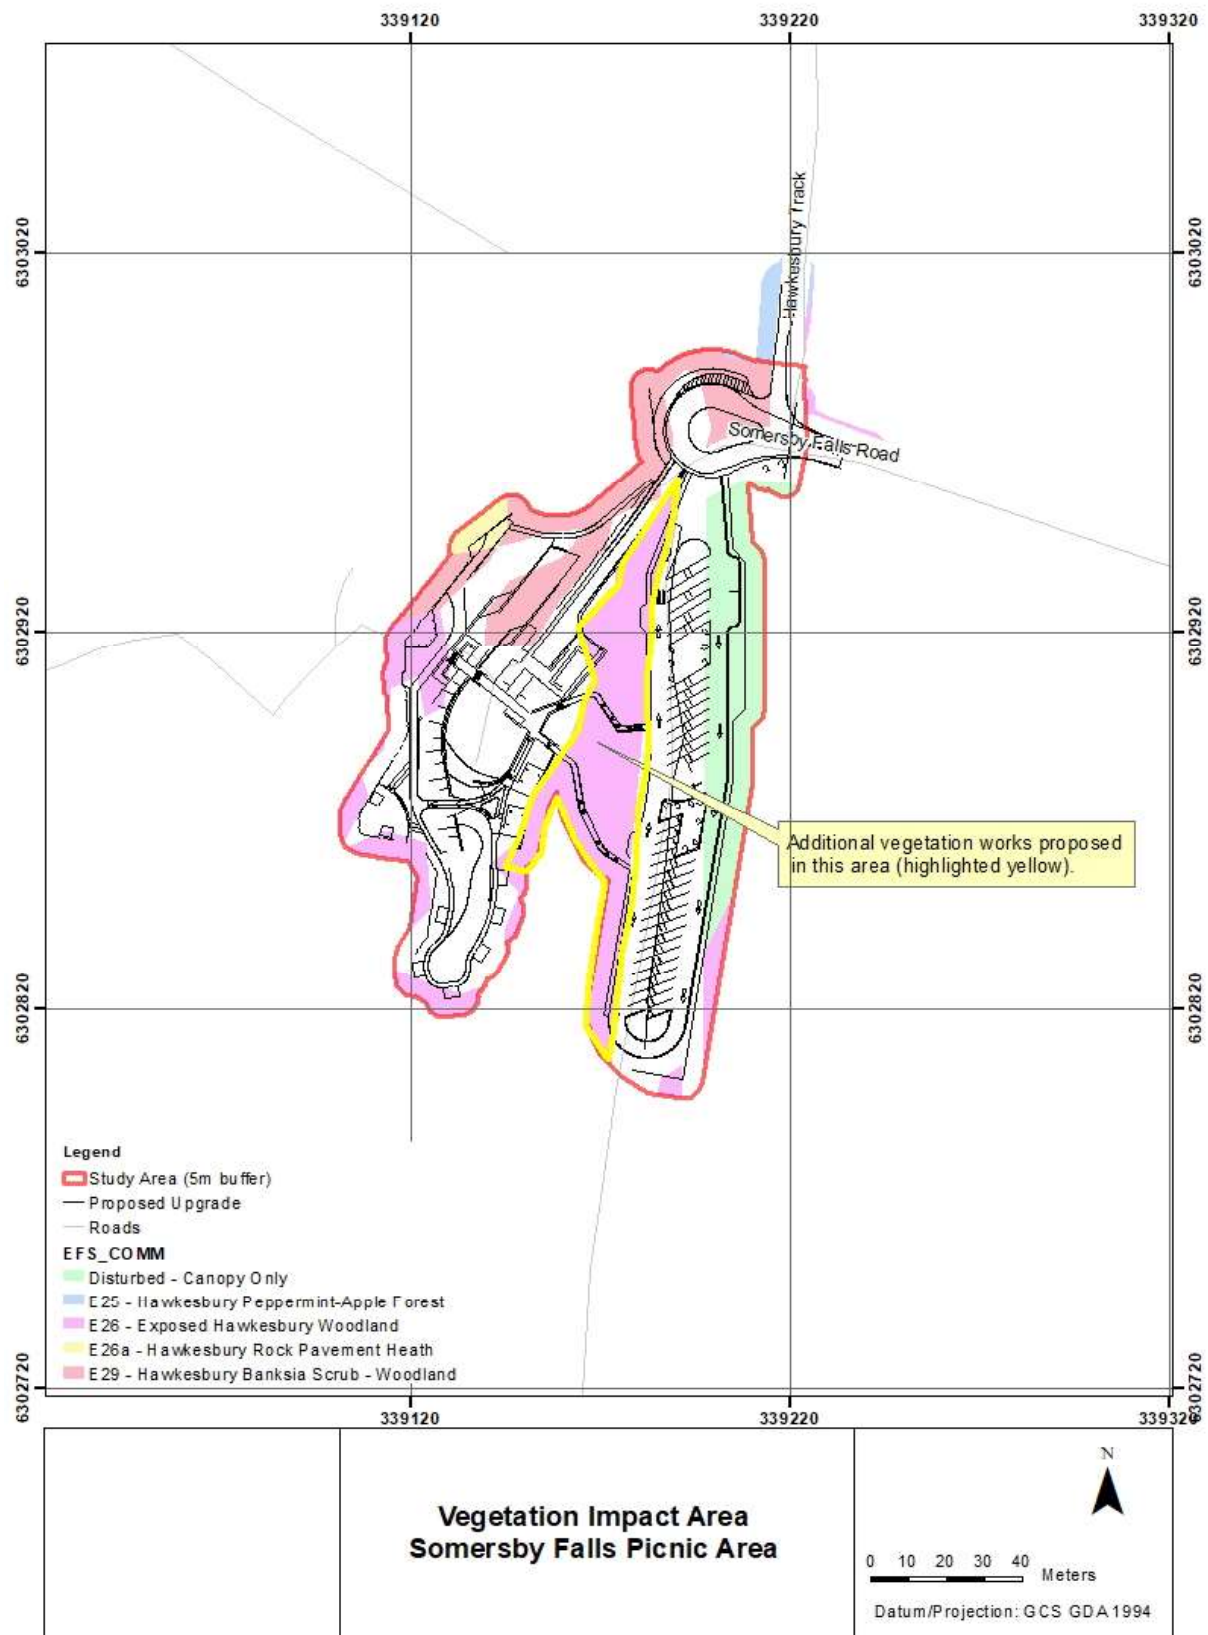 339120
339220
339320
6303020
6303020
Hawkesbury Track
Somersby Falls Road
6302920
6302920
Additional vegetation works proposed
in this area (highlighted yellow).
6302820
6302820
Legend
Study Area (5m buffer)
Proposed Upgrade
Roads
EFS_COMM
Disturbed - Canopy Only
E25 - Hawkesbury Peppermint-Apple Forest
E26 - Exposed Hawkesbury Woodland
E26a - Hawkesbury Rock Pavement Heath
E29 - Hawkesbury Banksia Scrub - Woodland
6302720
6302720
339120
339220
339320
Vegetation Impact Area
Somersby Falls Picnic Area
N
0 10 20 30 40
Meters
Datum/Projection: GCS GDA 1994